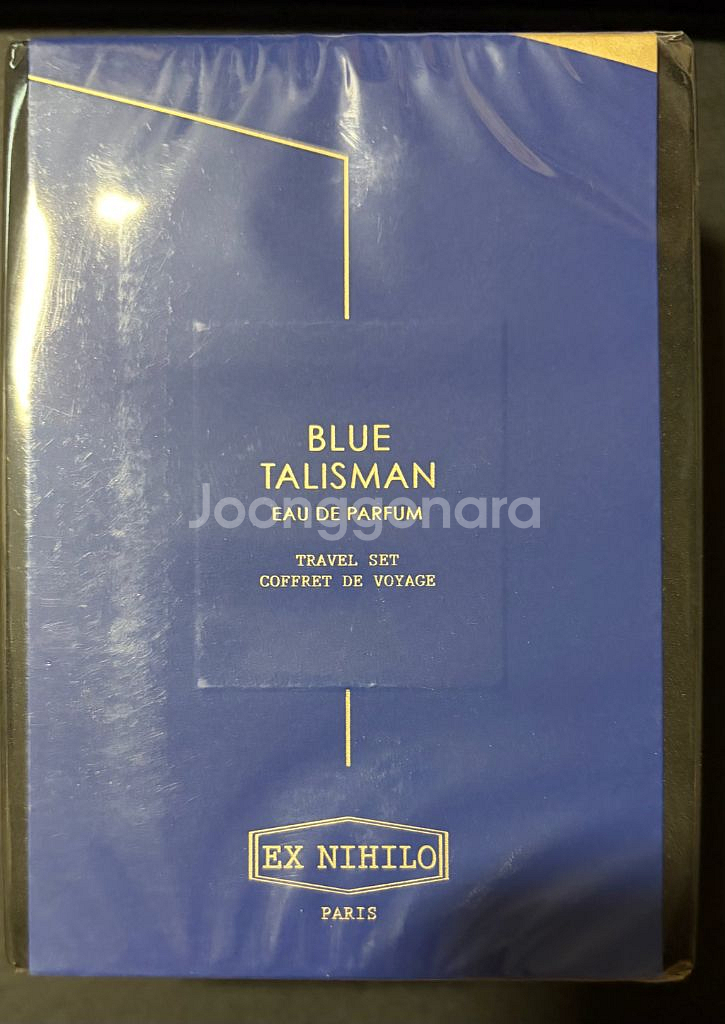 BLUE
TALISMAN
EAU DE PARFUM
Joonggonara
TRAVEL SET
COFFRET DE VOYAGE
EX NIHILO
PARIS